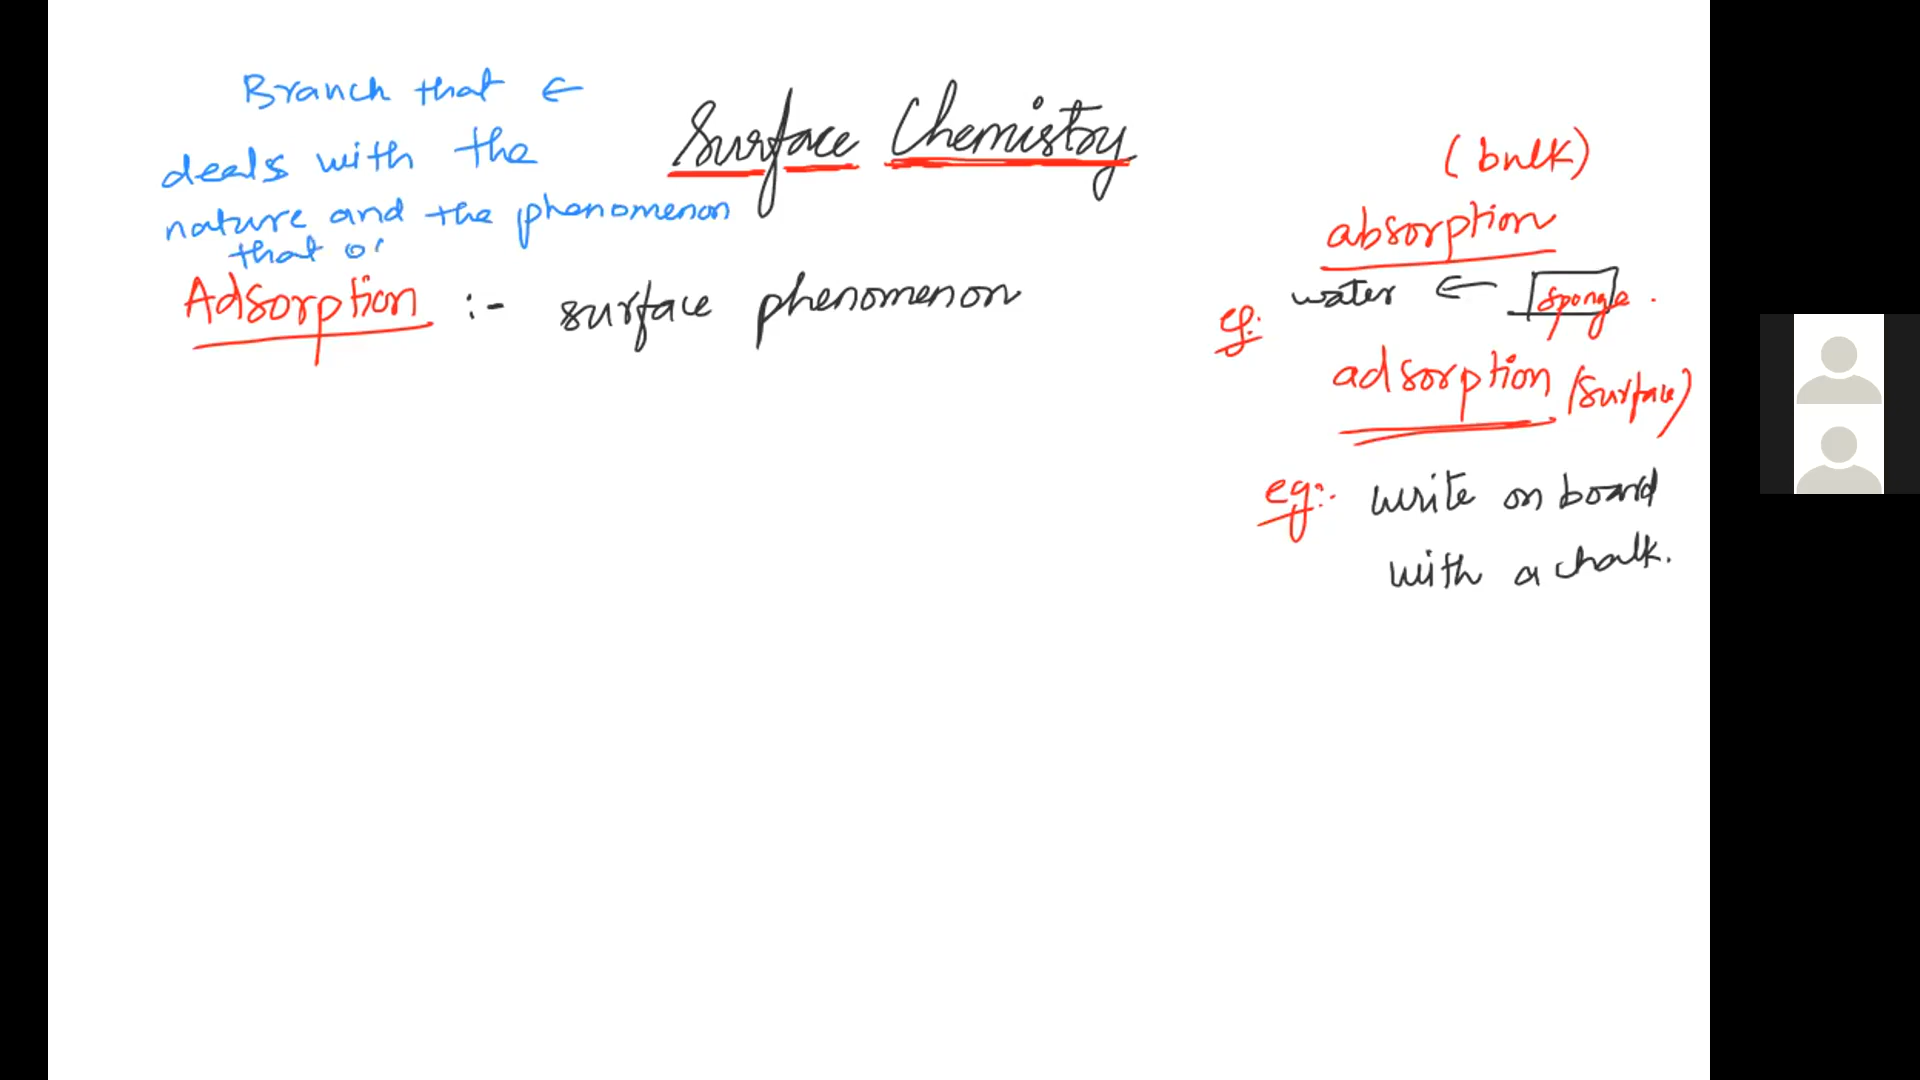 Branch that ←
deals with the
nature and the phenomenon
that
Surface Chemistry
Adsorption :- surface phenomenon
(bulk)
absorption
eg: water ← sponge.
adsorption (surface)
eg:- write on board
with a chalk.